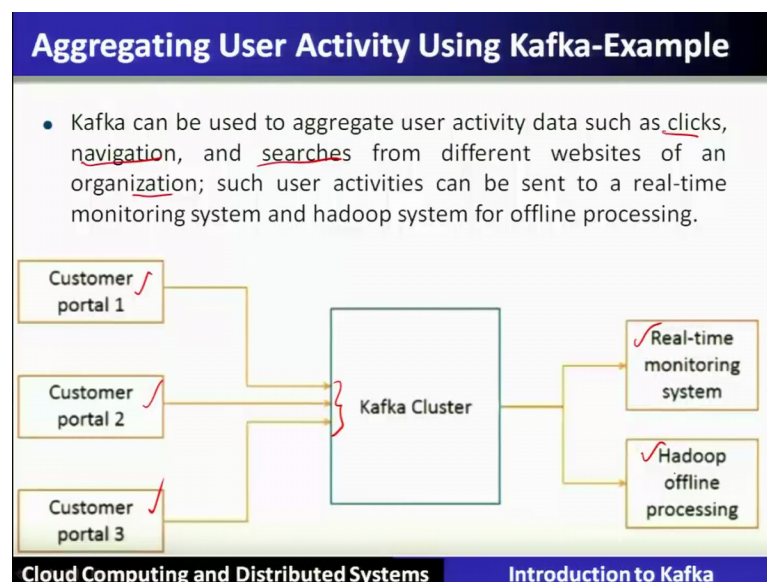 Aggregating User Activity Using Kafka-Example
• Kafka can be used to aggregate user activity data such as clicks,
navigation, and searches from different websites of an
organization; such user activities can be sent to a real-time
monitoring system and hadoop system for offline processing.
Customer
portal 1
Customer
portal 2
Customer
portal 3
Kafka Cluster
Real-time
monitoring
system
Hadoop
offline
processing
Cloud Computing and Distributed Systems
Introduction to Kafka